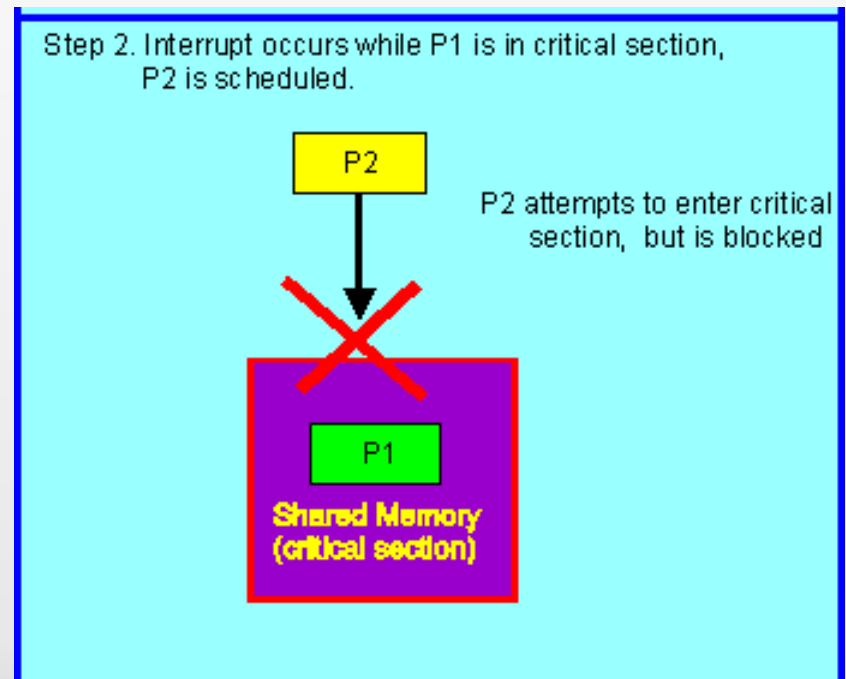 Step 2. Interrupt occurs while P1 is in critical section,
P2 is scheduled.
P2
P2 attempts to enter critical
section, but is blocked
P1
Shared Memory
(critical section)